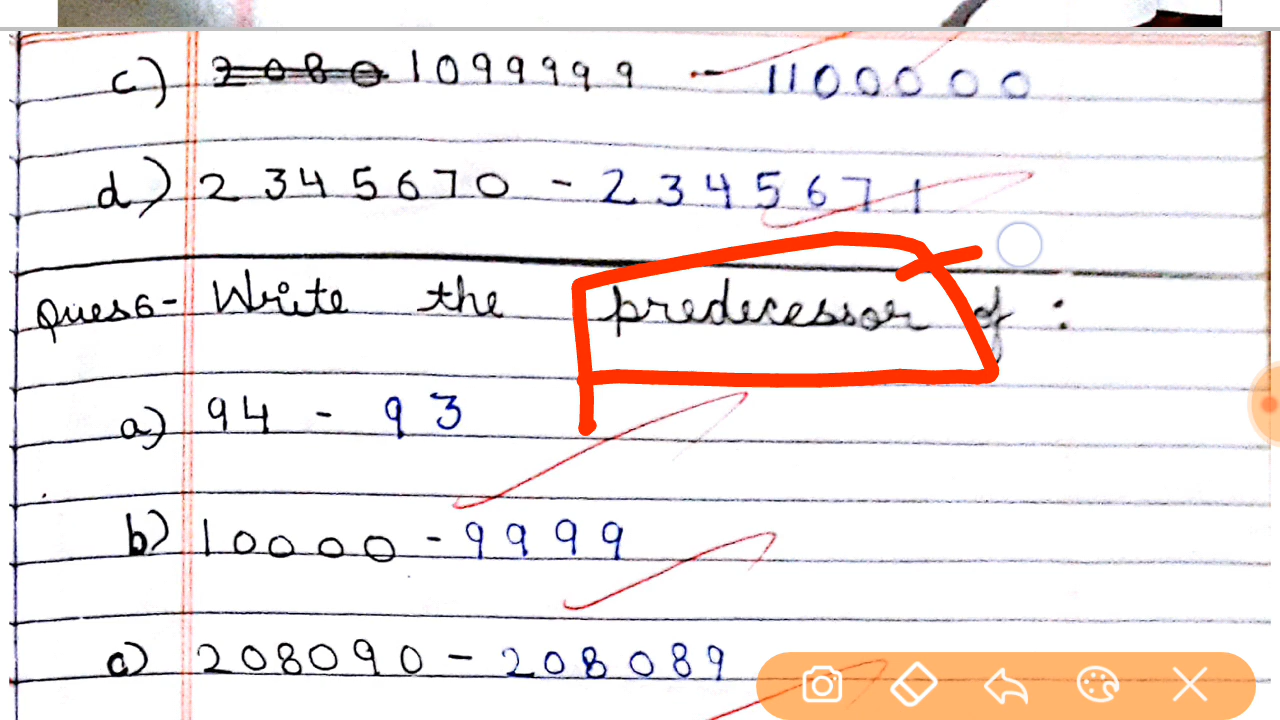 c) 2080 1099999 - 1100000
d) 2345670 - 2345671
Ques6- Write the predecessor of :
a) 94 - 93
b) 10000 - 9999
c) 208090 - 208089